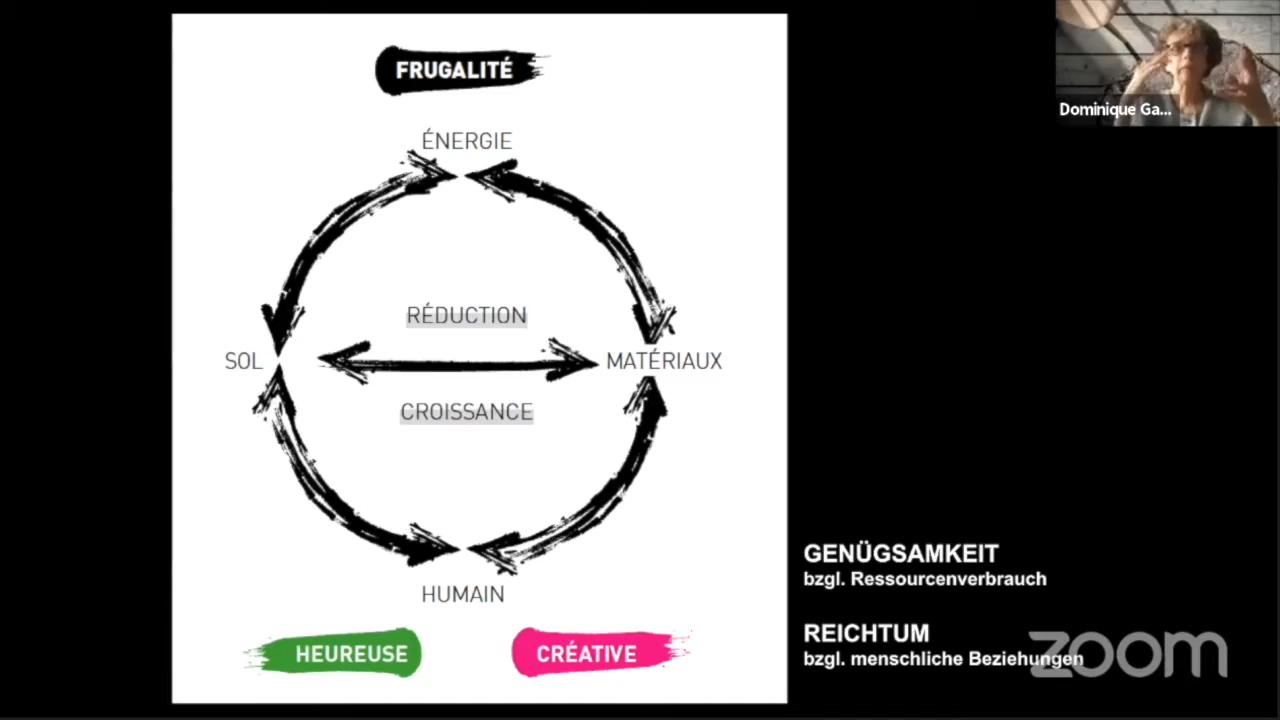 FRUGALITÉ
ÉNERGIE
RÉDUCTION
SOL
MATÉRIAUX
CROISSANCE
HUMAIN
HEUREUSE
CRÉATIVE
Dominique Ga...
GENÜGSAMKEIT
bzgl. Ressourcenverbrauch
REICHTUM
bzgl. menschliche Beziehungen
zoom